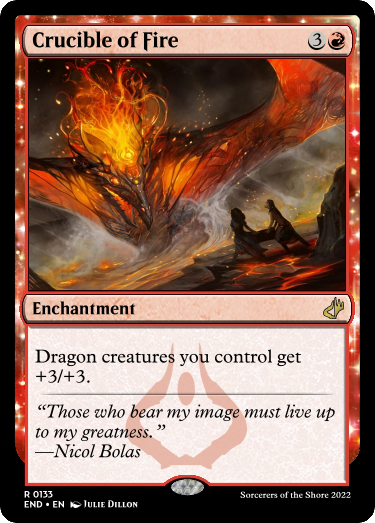 Crucible of Fire 3
Enchantment
Dragon creatures you control get
+3/+3.
“Those who bear my image must live up
to my greatness.”
—Nicol Bolas
R 0133
END • EN JULIE DILLON
Sorcerers of the Shore 2022